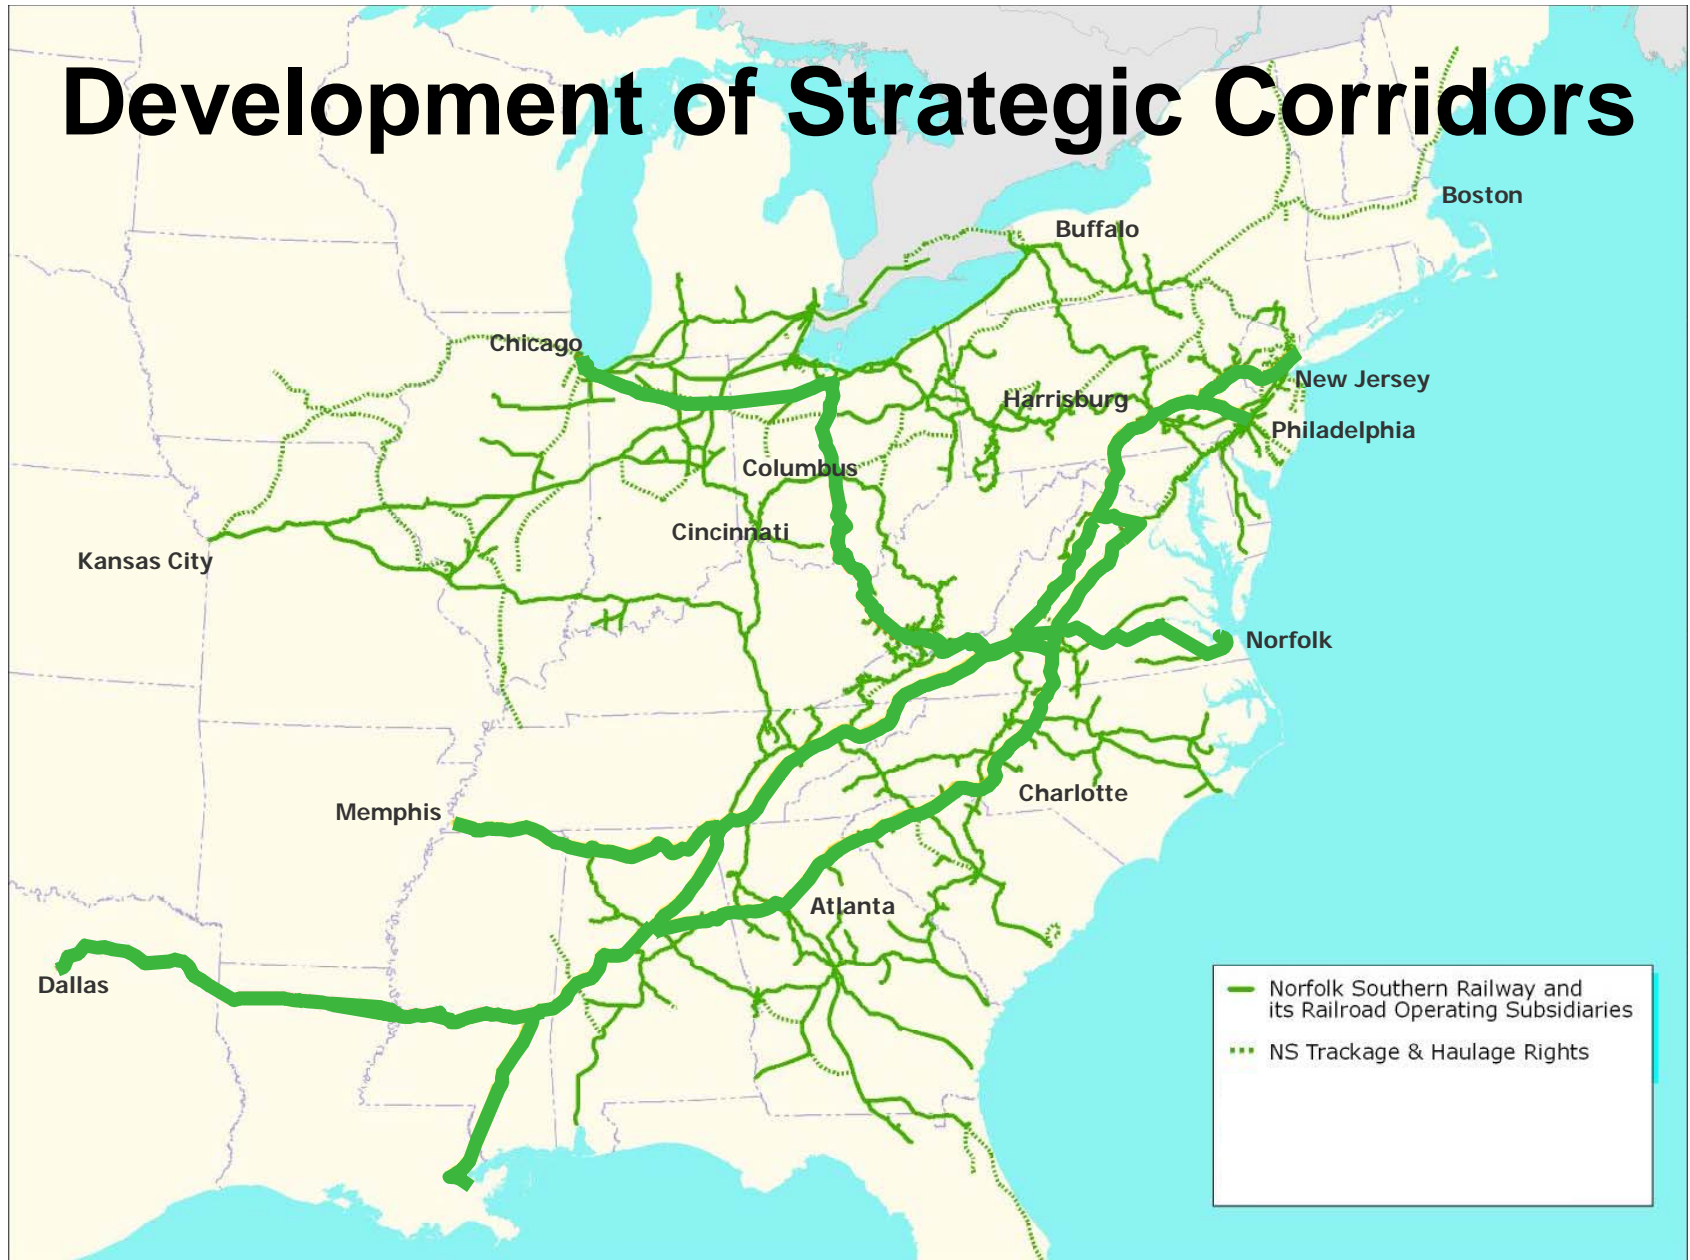 Development of Strategic Corridors
Boston
Buffalo
Chicago
New Jersey
Harrisburg
Philadelphia
Columbus
Cincinnati
Kansas City
Norfolk
Charlotte
Memphis
Atlanta
Dallas
Norfolk Southern Railway and
its Railroad Operating Subsidiaries
NS Trackage & Haulage Rights